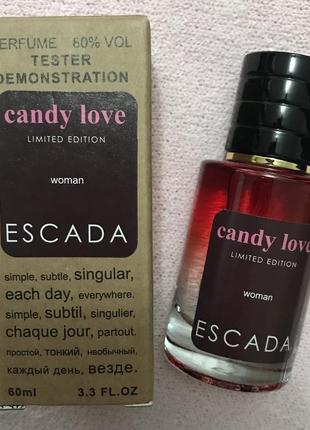 PERFUME 80% VOL
TESTER
DEMONSTRATION
candy love
LIMITED EDITION
woman
ESCADA
simple, subtle, singular,
each day, everywhere.
simple, subtil, singulier,
chaque jour, partout.
простой, тонкий, необычный,
каждый день, везде.
60ml 3.3 FL.OZ
candy love
LIMITED EDITION
woman
ESCADA